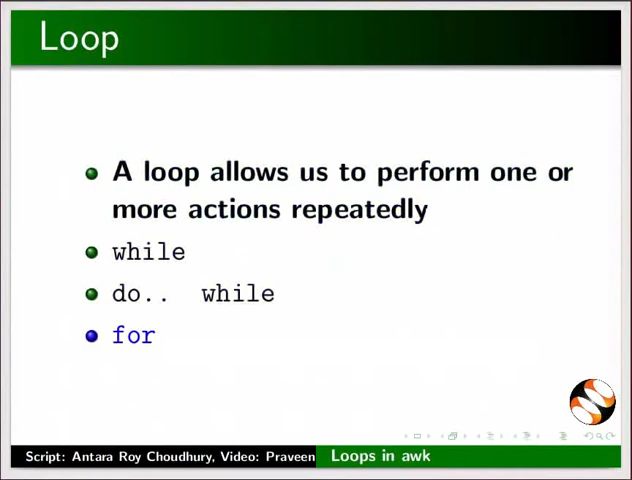 Loop
A loop allows us to perform one or
more actions repeatedly
while
do.. while
for
Script: Antara Roy Choudhury, Video: Praveen
Loops in awk